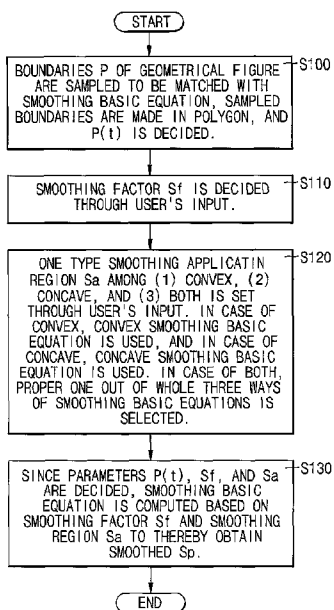 START
S100
BOUNDARIES P OF GEOMETRICAL FIGURE
ARE SAMPLED TO BE MATCHED WITH
SMOOTHING BASIC EQUATION, SAMPLED
BOUNDARIES ARE MADE IN POLYGON, AND
P(t) IS DECIDED.
S110
SMOOTHING FACTOR Sf IS DECIDED
THROUGH USER'S INPUT.
S120
ONE TYPE SMOOTHING APPLICATIN
REGION Sa AMONG (1) CONVEX, (2)
CONCAVE, AND (3) BOTH IS SET
THROUGH USER'S INPUT. IN CASE OF
CONVEX, CONVEX SMOOTHING BASIC
EQUATION IS USED, AND IN CASE OF
CONCAVE, CONCAVE SMOOTHING BASIC
EQUATION IS USED. IN CASE OF BOTH,
PROPER ONE OUT OF WHOLE THREE WAYS
OF SMOOTHING BASIC EQUATIONS IS
SELECTED.
S130
SINCE PARAMETERS P(t), Sf, AND Sa
ARE DECIDED, SMOOTHING BASIC
EQUATION IS COMPUTED BASED ON
SMOOTHING FACTOR Sf AND SMOOTHING
REGION Sa TO THEREBY OBTAIN
SMOOTHED Sp.
END